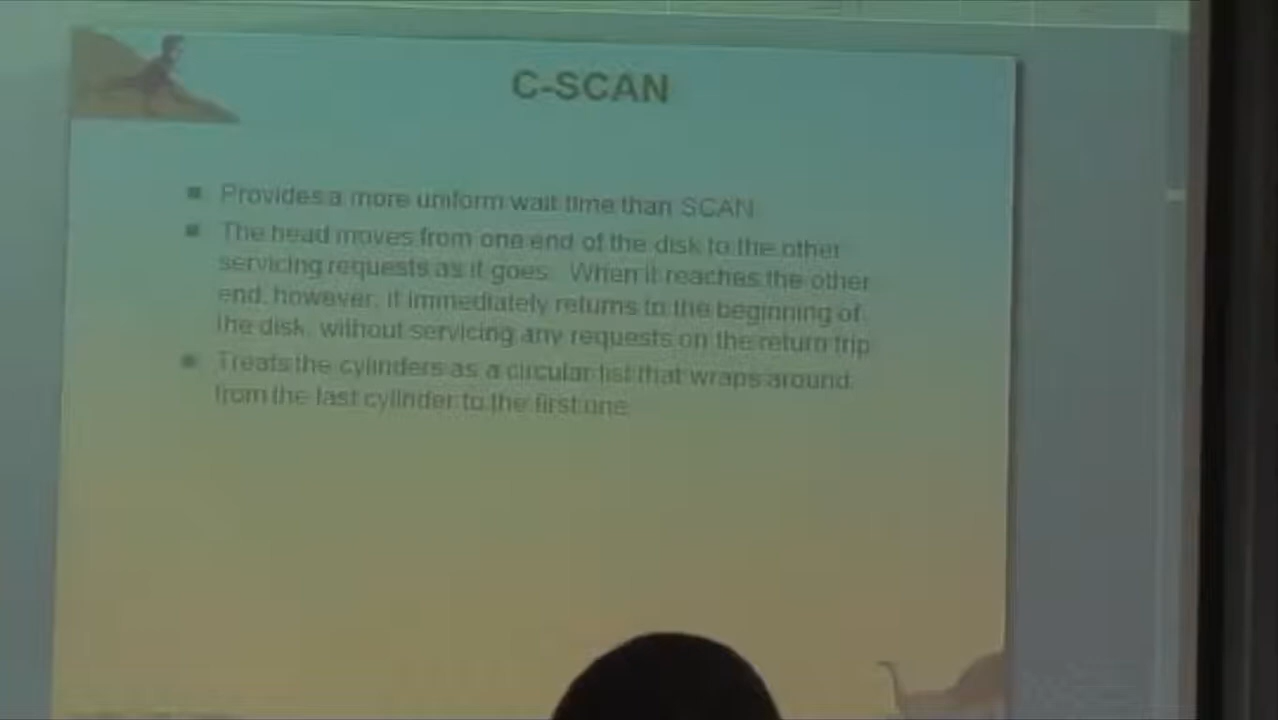 C-SCAN
Provides a more uniform wait time than SCAN.
The head moves from one end of the disk to the other
servicing requests as it goes. When it reaches the other
end, however, it immediately returns to the beginning of
the disk, without servicing any requests on the return trip
Treats the cylinders as a circular list that wraps around
from the last cylinder to the first one.